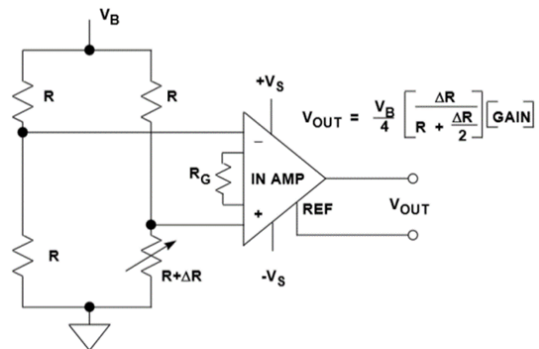 V_B
R
R
+V_S
V_OUT = V_B/4 [ΔR / (R + ΔR/2)] [GAIN]
−
R_G
IN AMP
+
REF
V_OUT
R
R+ΔR
-V_S